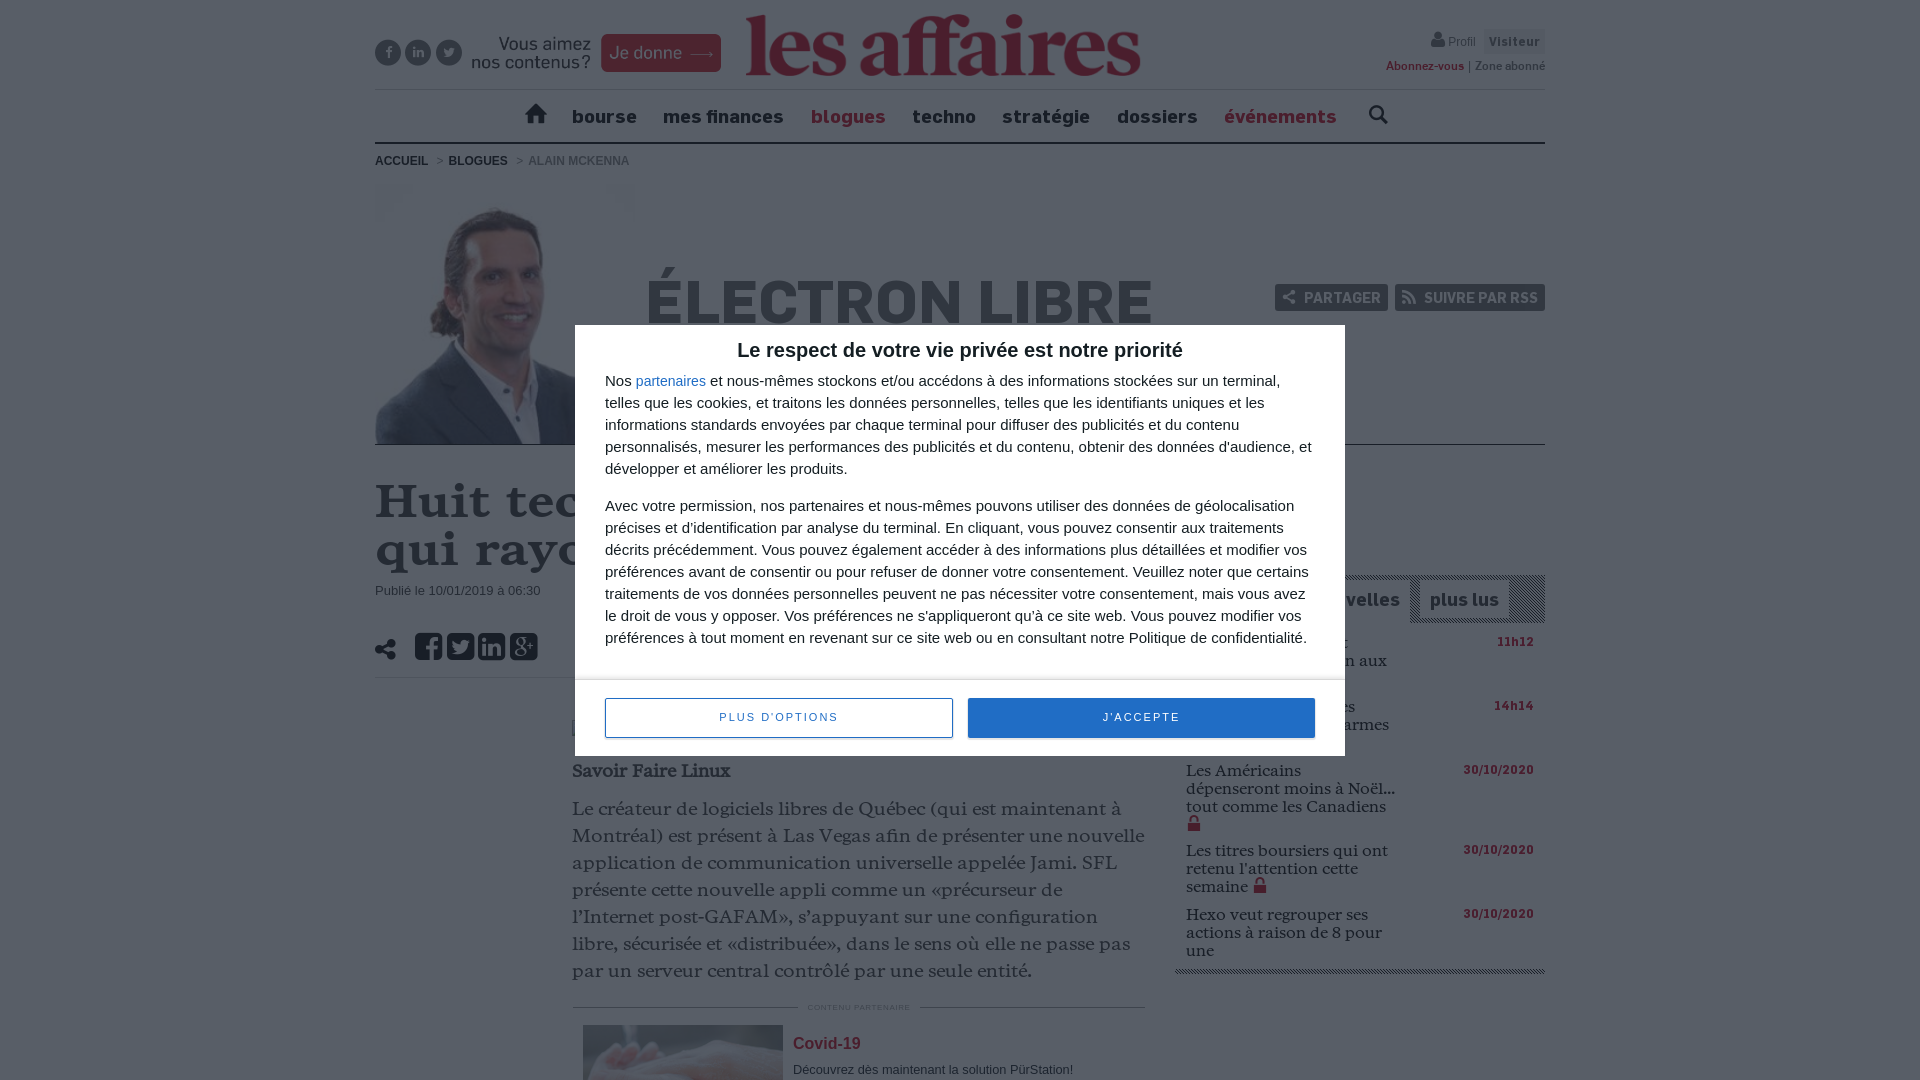 Vous aimez
nos contenus?
Je donne
les affaires
Profil Visiteur
Abonnez-vous | Zone abonné
bourse mes finances blogues techno stratégie dossiers événements
ACCUEIL > BLOGUES > ALAIN MCKENNA
ÉLECTRON LIBRE
PARTAGER SUIVRE PAR RSS
Le respect de votre vie privée est notre priorité
Nos partenaires et nous-mêmes stockons et/ou accédons à des informations stockées sur un terminal,
telles que les cookies, et traitons les données personnelles, telles que les identifiants uniques et les
informations standards envoyées par chaque terminal pour diffuser des publicités et du contenu
personnalisés, mesurer les performances des publicités et du contenu, obtenir des données d'audience, et
développer et améliorer les produits.
Avec votre permission, nos partenaires et nous-mêmes pouvons utiliser des données de géolocalisation
précises et d’identification par analyse du terminal. En cliquant, vous pouvez consentir aux traitements
décrits précédemment. Vous pouvez également accéder à des informations plus détaillées et modifier vos
préférences avant de consentir ou pour refuser de donner votre consentement. Veuillez noter que certains
traitements de vos données personnelles peuvent ne pas nécessiter votre consentement, mais vous avez
le droit de vous y opposer. Vos préférences ne s'appliqueront qu’à ce site web. Vous pouvez modifier vos
préférences à tout moment en revenant sur ce site web ou en consultant notre Politique de confidentialité.
PLUS D'OPTIONS J'ACCEPTE
Huit tec
qui rayo
Publié le 10/01/2019 à 06:30
Savoir Faire Linux
Le créateur de logiciels libres de Québec (qui est maintenant à
Montréal) est présent à Las Vegas afin de présenter une nouvelle
application de communication universelle appelée Jami. SFL
présente cette nouvelle appli comme un «précurseur de
l’Internet post-GAFAM», s’appuyant sur une configuration
libre, sécurisée et «distribuée», dans le sens où elle ne passe pas
par un serveur central contrôlé par une seule entité.
CONTENU PARTENAIRE
Covid-19
Découvrez dès maintenant la solution PürStation!
velles plus lus
t 11h12
n aux
es 14h14
armes
Les Américains 30/10/2020
dépenseront moins à Noël...
tout comme les Canadiens
Les titres boursiers qui ont 30/10/2020
retenu l'attention cette
semaine
Hexo veut regrouper ses 30/10/2020
actions à raison de 8 pour
une